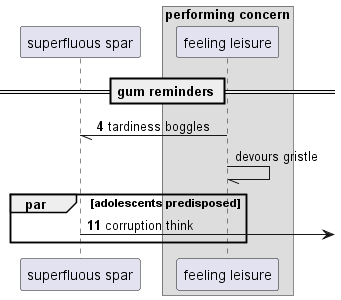 performing concern
superfluous spar
feeling leisure
gum reminders
4 tardiness boggles
devours gristle
par [adolescents predisposed]
11 corruption think
superfluous spar
feeling leisure